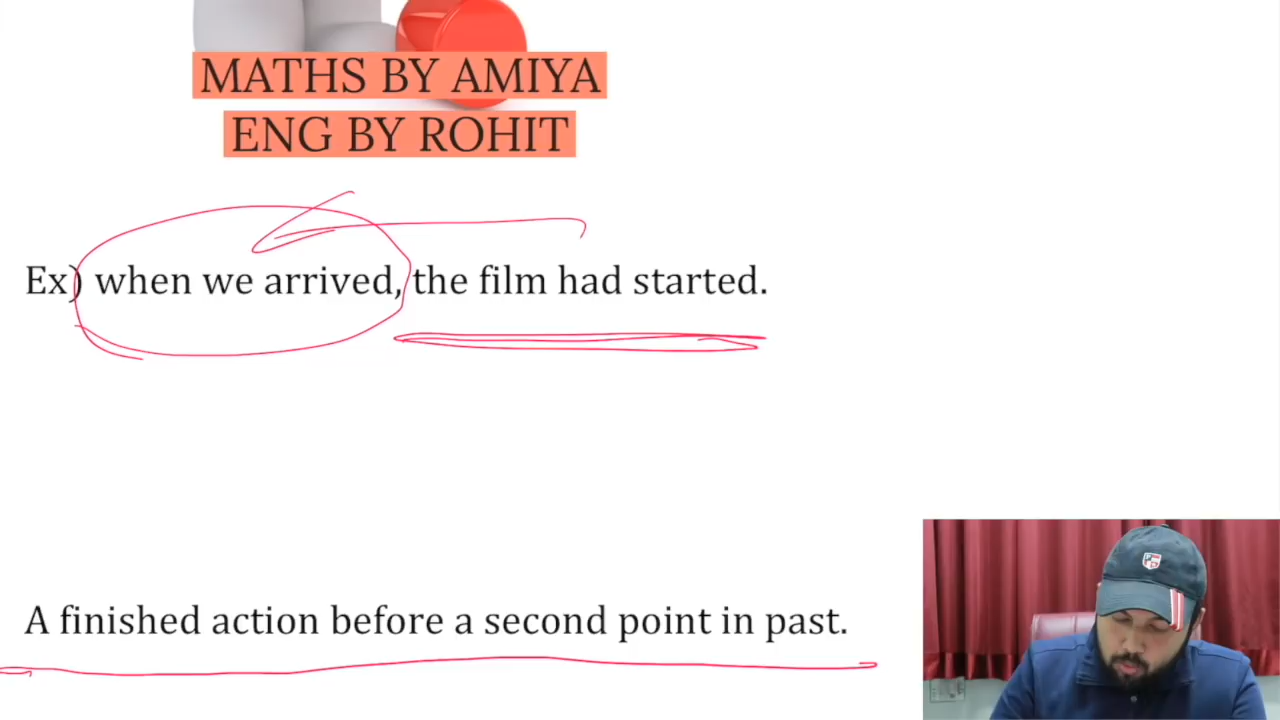 MATHS BY AMIYA
ENG BY ROHIT
Ex) when we arrived, the film had started.
A finished action before a second point in past.